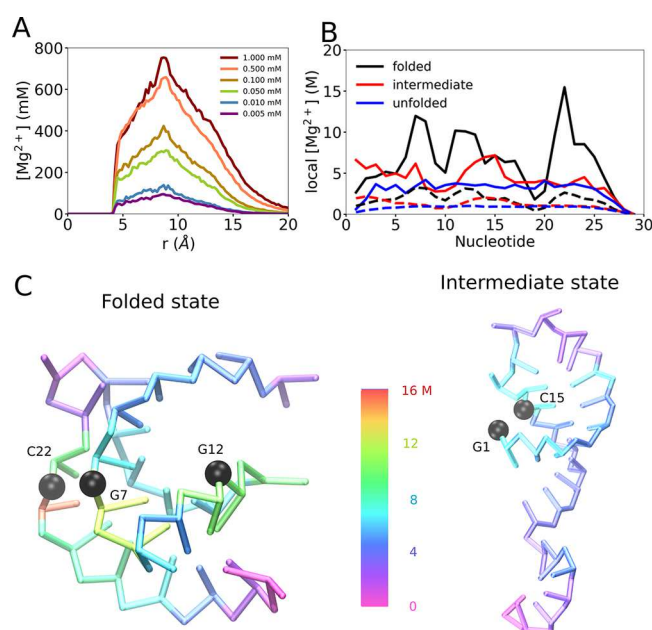 A
800
600
400
200
0
[Mg²⁺] (mM)
1.000 mM
0.500 mM
0.100 mM
0.050 mM
0.010 mM
0.005 mM
0 5 10 15 20
r (Å)
B
20
15
10
5
0
local [Mg²⁺] (M)
folded
intermediate
unfolded
0 5 10 15 20 25 30
Nucleotide
C
Folded state
C22
G7
G12
16 M
12
8
4
0
Intermediate state
C15
G1